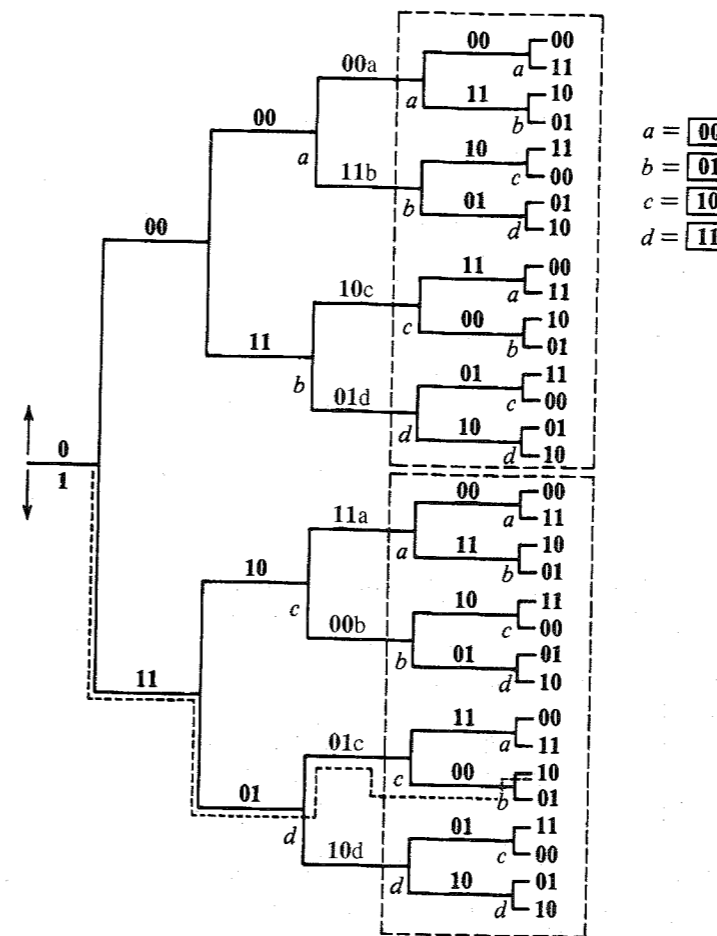 00 00
00a a 11
a 11 10
00 b 01
a = 00
a 10 11
b = 01
11b c 00
b 01 01
c = 10
00 d 10
d = 11
11 00
10c a 11
c 00 10
11 b 01
b 01 11
01d c 00
d 10 01
0 d 10
1
00 00
11a a 11
a 11 10
10 b 01
c 10 11
00b c 00
b 01 01
11 d 10
11 00
01c a 11
c 00 10
01 b 01
d 01 11
10d c 00
d 10 01
d 10